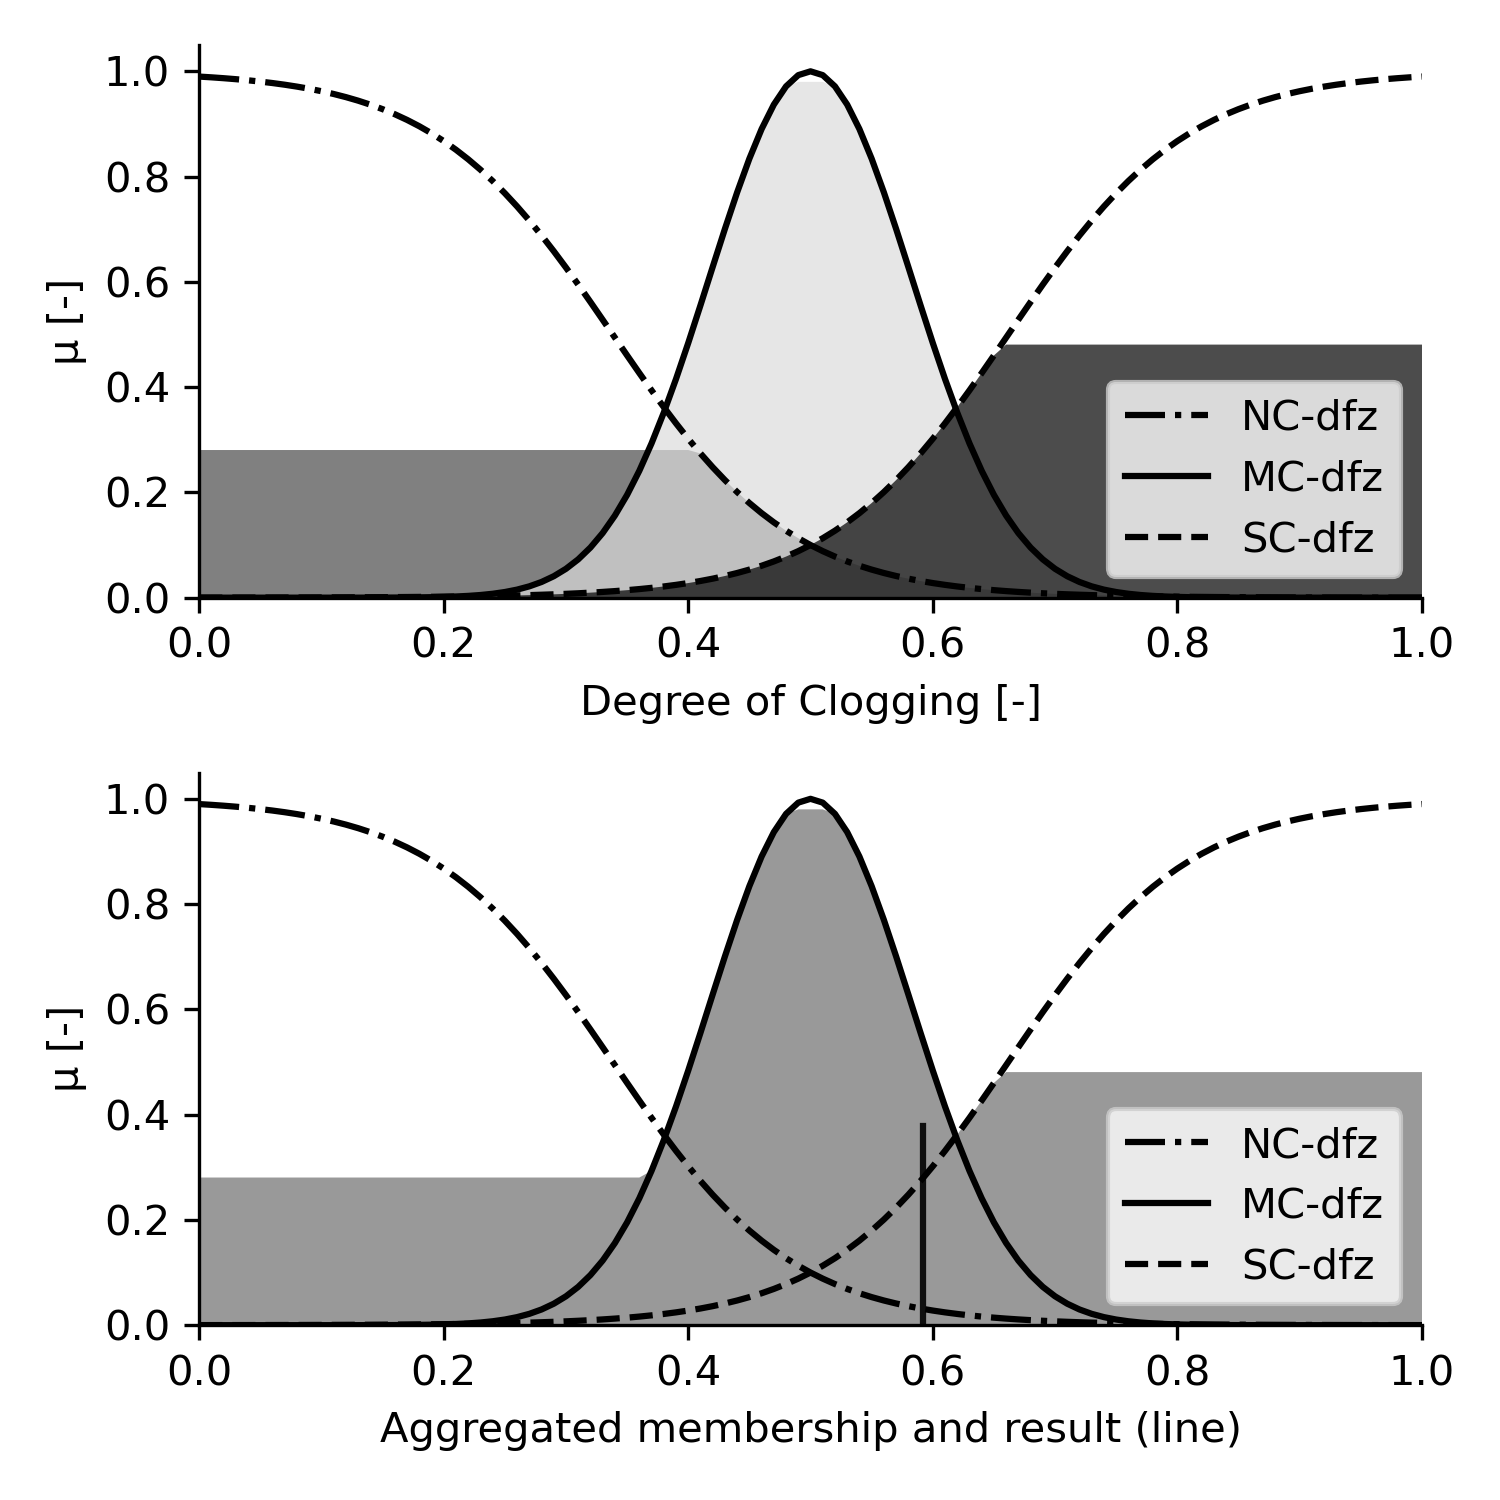 1.0
0.8
0.6
0.4
0.2
0.0
µ [-]
NC-dfz
MC-dfz
SC-dfz
0.0 0.2 0.4 0.6 0.8 1.0
Degree of Clogging [-]
1.0
0.8
0.6
0.4
0.2
0.0
µ [-]
NC-dfz
MC-dfz
SC-dfz
0.0 0.2 0.4 0.6 0.8 1.0
Aggregated membership and result (line)